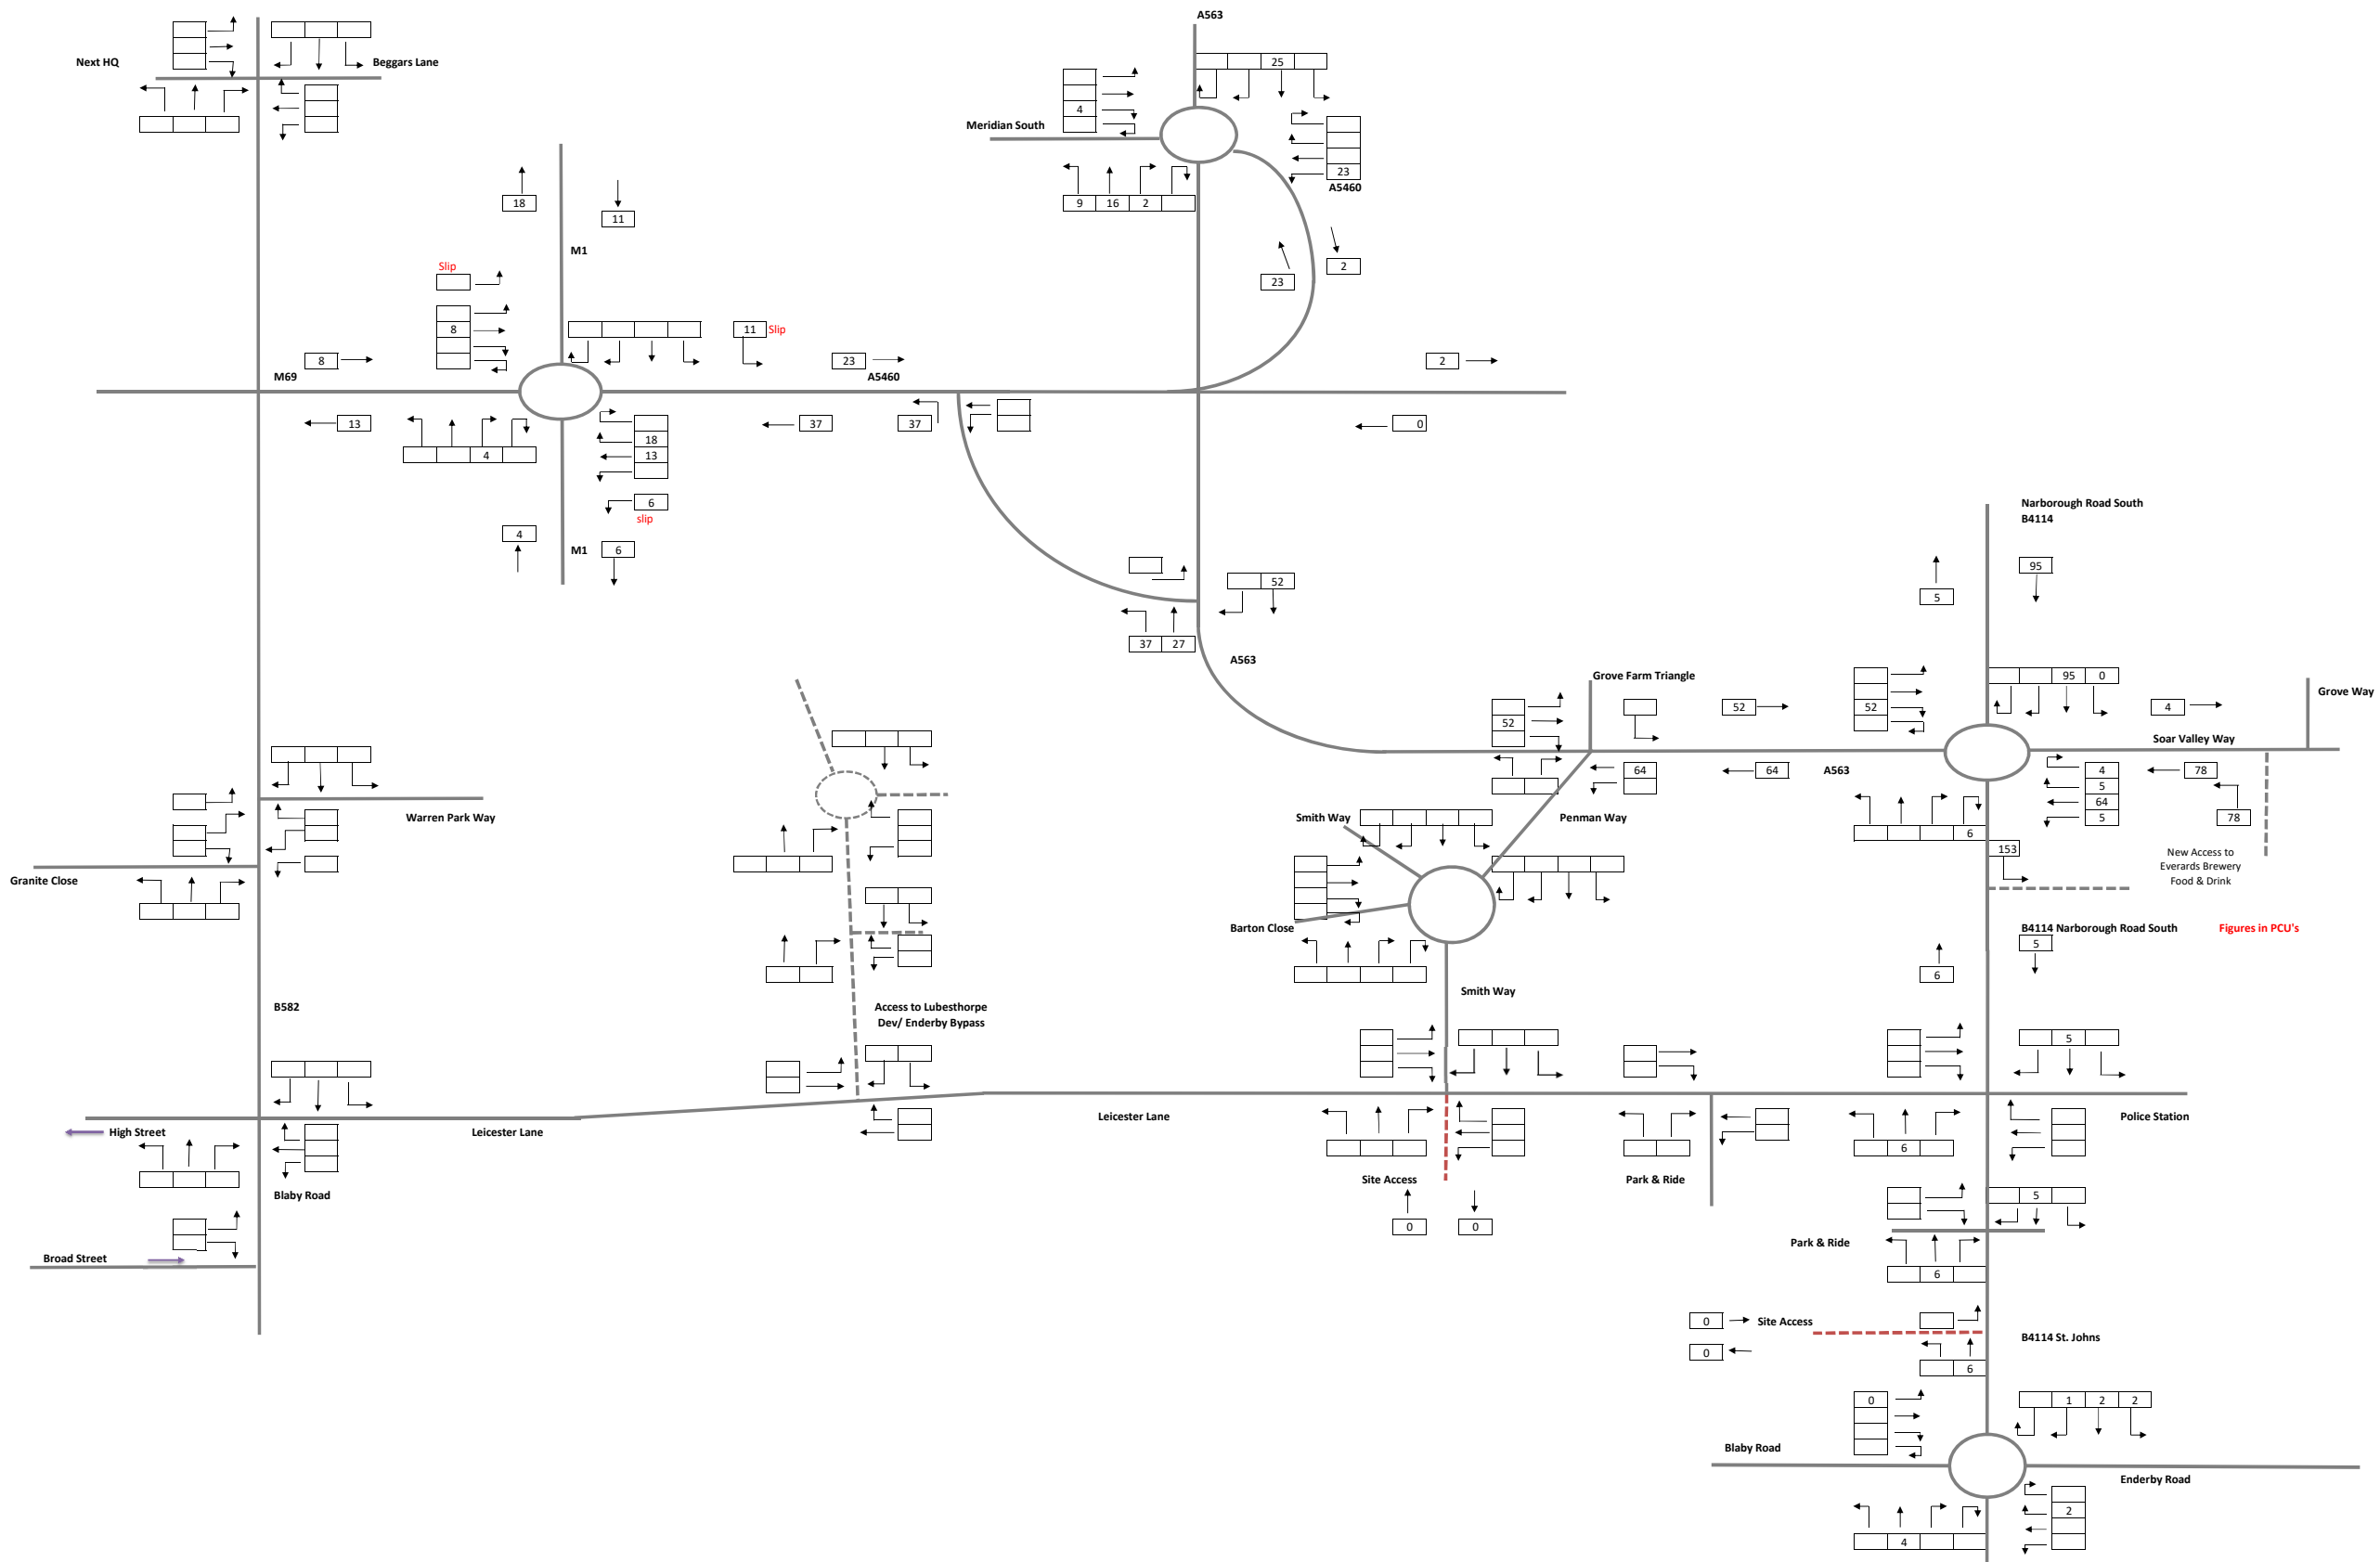 A563
Next HQ
Beggars Lane
25
4
Meridian South
23
A5460
9 16 2
18
11
M1
Slip
2
23
8
11 Slip
8
23
2
M69
A5460
13
37
37
0
4
18
13
6
slip
4
M1
6
Narborough Road South
B4114
95
5
52
37 27
A563
Grove Farm Triangle
95 0
Grove Way
52
52
52
4
Soar Valley Way
64
64
A563
4
5
64
5
78
78
6
Warren Park Way
Smith Way
Penman Way
153
New Access to
Everards Brewery
Food & Drink
Granite Close
Barton Close
B4114 Narborough Road South
Figures in PCU's
5
6
Smith Way
B582
Access to Lubesthorpe
Dev/ Enderby Bypass
5
High Street
Leicester Lane
Leicester Lane
Police Station
6
Site Access
Park & Ride
Blaby Road
5
0 0
Park & Ride
Broad Street
6
0
Site Access
B4114 St. Johns
0
6
0
1 2 2
Blaby Road
Enderby Road
2
4